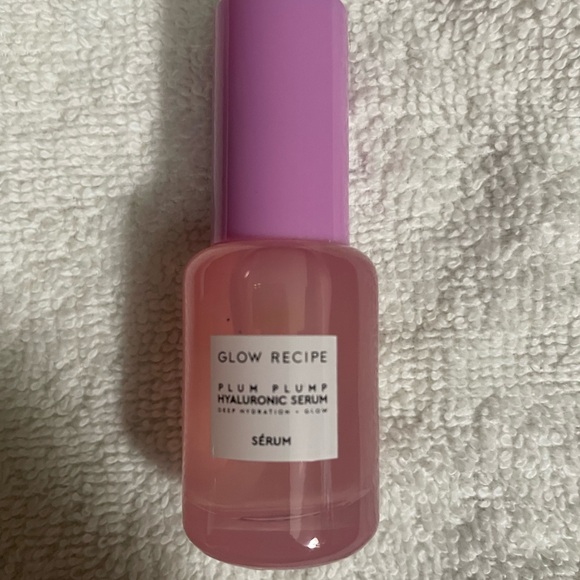 GLOW RECIPE
PLUM PLUMP
HYALURONIC SERUM
DEEP HYDRATION + GLOW
SÉRUM